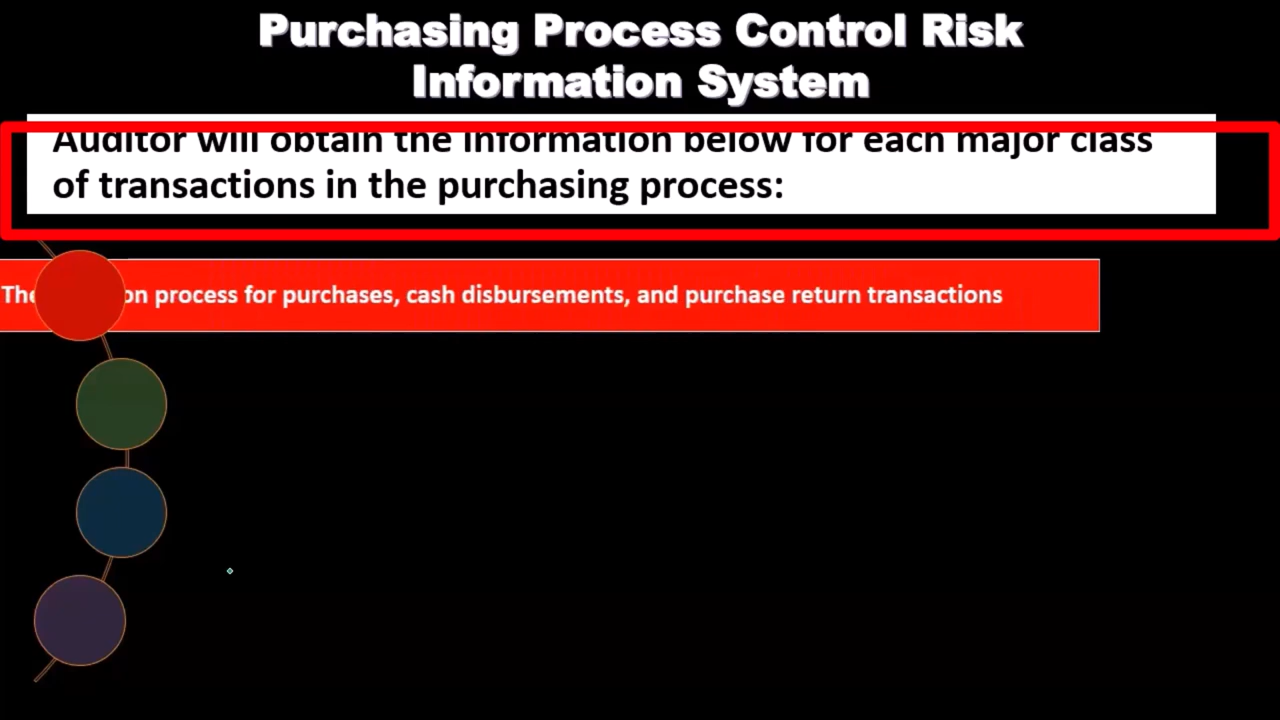 Purchasing Process Control Risk
Information System
Auditor will obtain the information below for each major class
of transactions in the purchasing process:
The on process for purchases, cash disbursements, and purchase return transactions